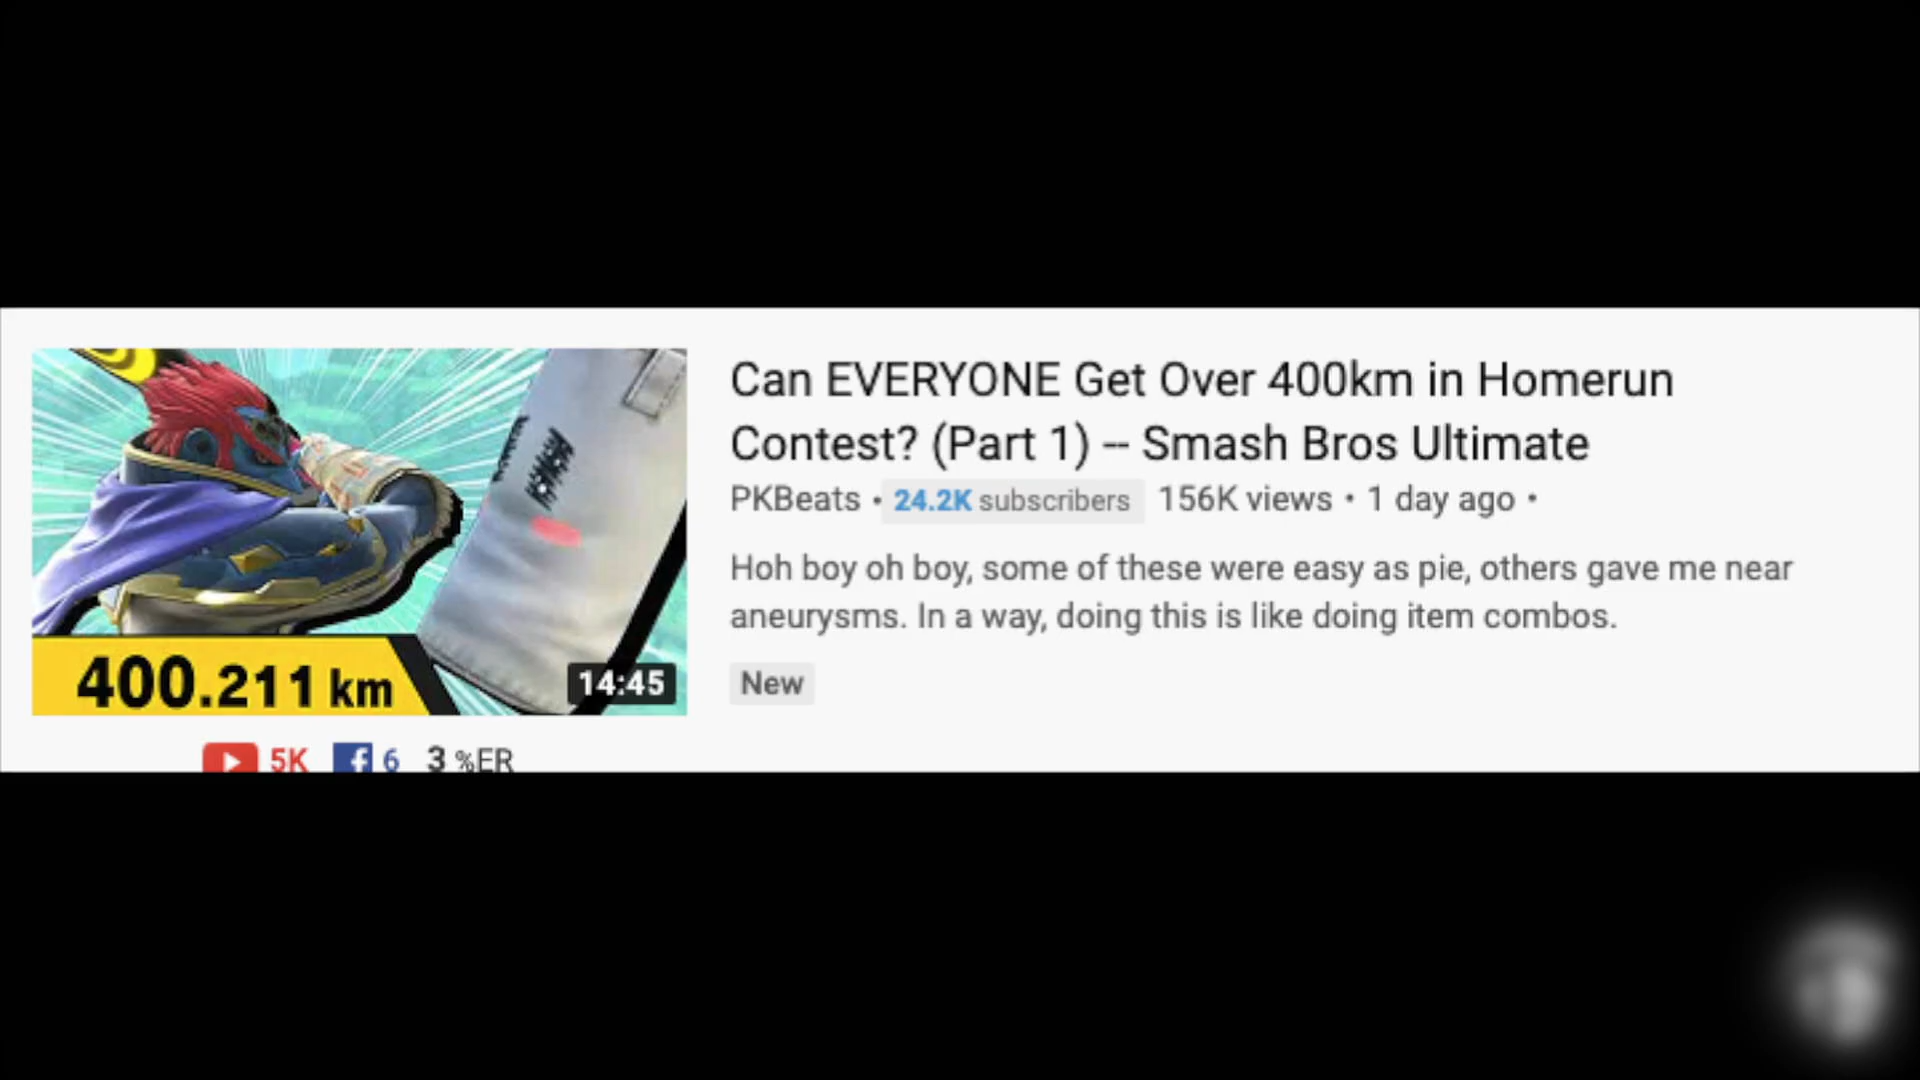 Can EVERYONE Get Over 400km in Homerun
Contest? (Part 1) -- Smash Bros Ultimate
PKBeats • 24.2K subscribers 156K views • 1 day ago •
Hoh boy oh boy, some of these were easy as pie, others gave me near
aneurysms. In a way, doing this is like doing item combos.
New
400.211 km
14:45
5K f 6 3 %ER